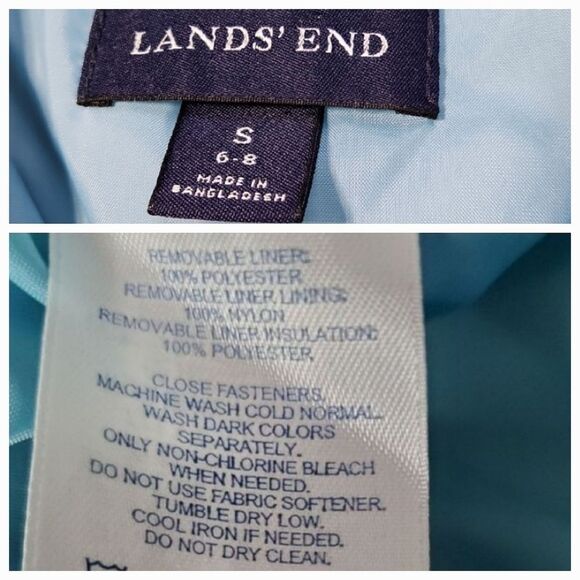 LANDS' END
S
6-8
MADE IN
BANGLADESH
REMOVABLE LINER:
100% POLYESTER
REMOVABLE LINER LINING:
100% NYLON
REMOVABLE LINER INSULATION:
100% POLYESTER
CLOSE FASTENERS.
MACHINE WASH COLD NORMAL.
WASH DARK COLORS
SEPARATELY.
ONLY NON-CHLORINE BLEACH
WHEN NEEDED.
DO NOT USE FABRIC SOFTENER.
TUMBLE DRY LOW.
COOL IRON IF NEEDED.
DO NOT DRY CLEAN.